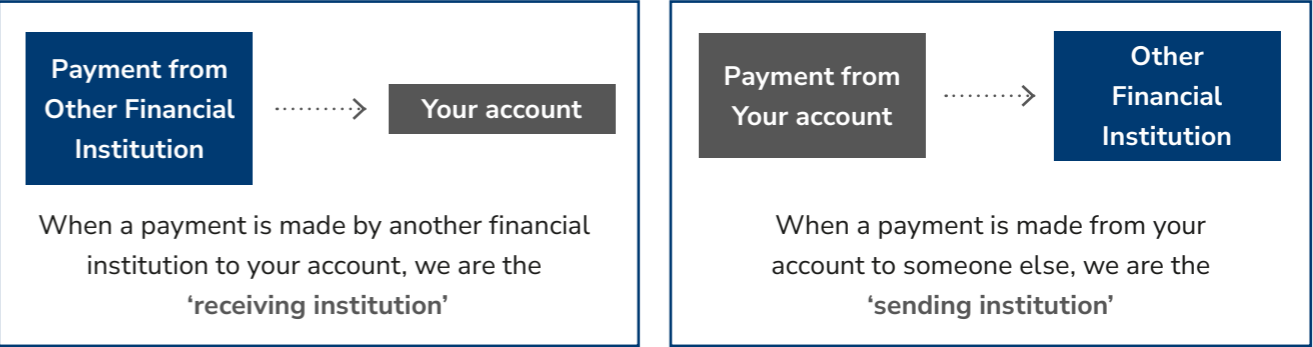 Payment from
Other Financial
Institution
Your account
When a payment is made by another financial
institution to your account, we are the
‘receiving institution’
Payment from
Your account
Other
Financial
Institution
When a payment is made from your
account to someone else, we are the
‘sending institution’